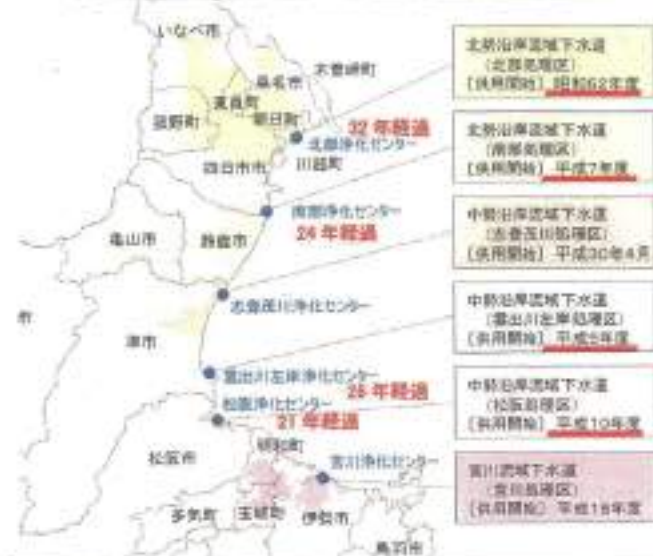 いなべ市
桑名市
木曽岬町
東員町
朝日町
菰野町
32年経過
北部浄化センター
川越町
四日市市
南部浄化センター
24年経過
亀山市
鈴鹿市
志登茂川浄化センター
津市
雲出川左岸浄化センター
26年経過
松阪浄化センター
21年経過
明和町
宮川浄化センター
松阪市
多気町
玉城町
伊勢市
鳥羽市
北勢沿岸流域下水道
(北部処理区)
[供用開始] 昭和62年度
北勢沿岸流域下水道
(南部処理区)
[供用開始] 平成7年度
中勢沿岸流域下水道
(志登茂川処理区)
[供用開始] 平成30年4月
中勢沿岸流域下水道
(雲出川左岸処理区)
[供用開始] 平成5年度
中勢沿岸流域下水道
(松阪処理区)
[供用開始] 平成10年度
宮川流域下水道
(宮川処理区)
[供用開始] 平成18年度
町